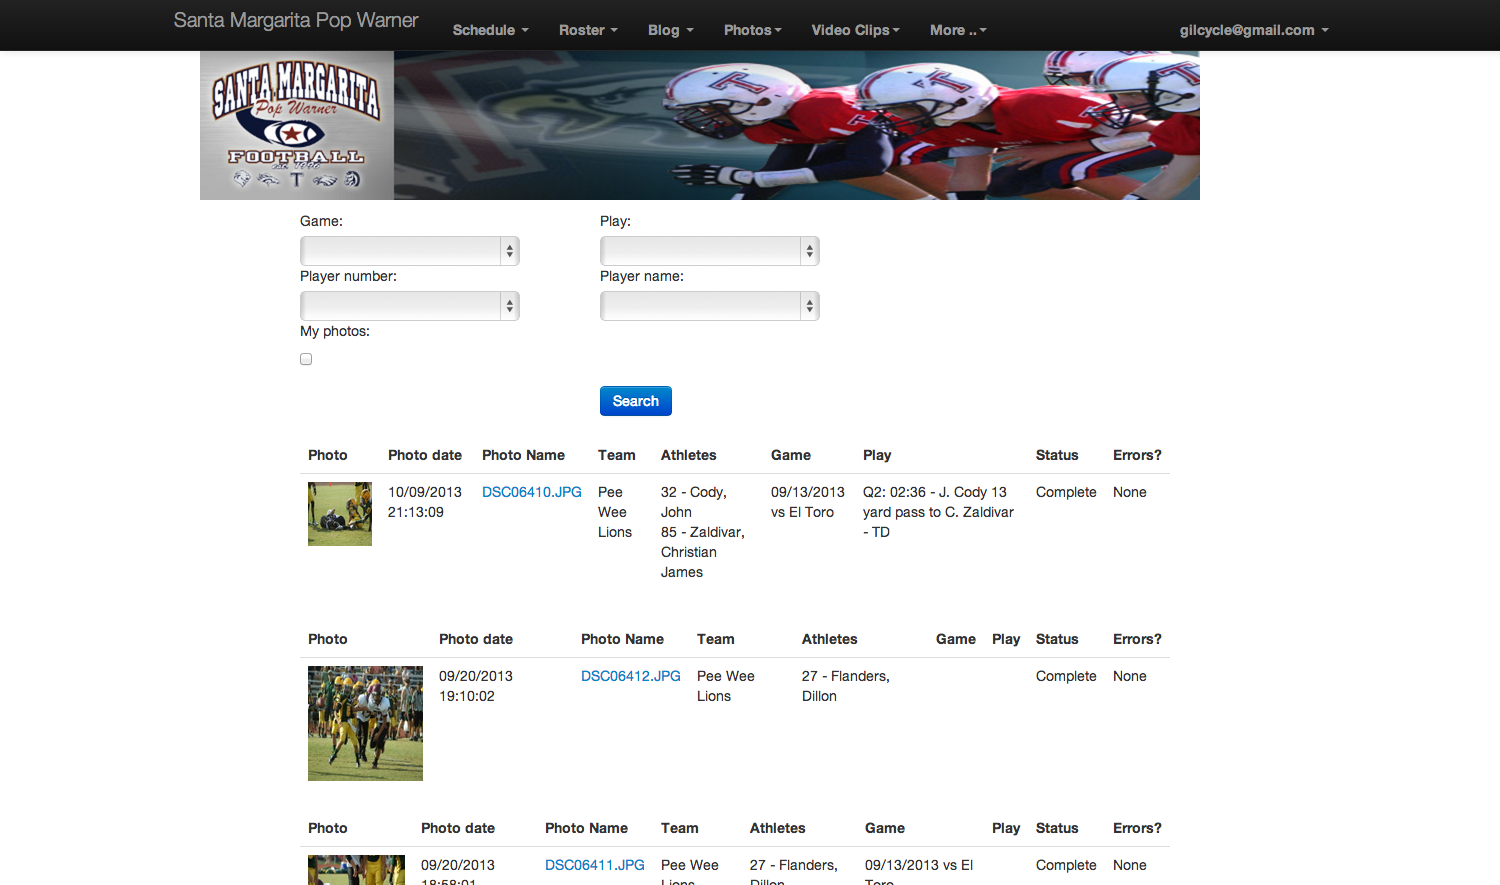 Santa Margarita Pop Warner
Schedule
Roster
Blog
Photos
Video Clips
More ..
gilcycle@gmail.com
SANTA MARGARITA
Pop Warner
FOOTBALL
T
T
T
T
Game:
Play:
Player number:
Player name:
My photos:
Search
Photo Photo date Photo Name Team Athletes Game Play Status Errors?
10/09/2013 DSC06410.JPG Pee 32 - Cody, 09/13/2013 Q2: 02:36 - J. Cody 13 Complete None
21:13:09 Wee John vs El Toro yard pass to C. Zaldivar
Lions 85 - Zaldivar, - TD
Christian
James
Photo Photo date Photo Name Team Athletes Game Play Status Errors?
09/20/2013 DSC06412.JPG Pee Wee 27 - Flanders, Complete None
19:10:02 Lions Dillon
Photo Photo date Photo Name Team Athletes Game Play Status Errors?
09/20/2013 DSC06411.JPG Pee Wee 27 - Flanders, 09/13/2013 vs El Complete None
18:58:01 Lions Dillon Toro